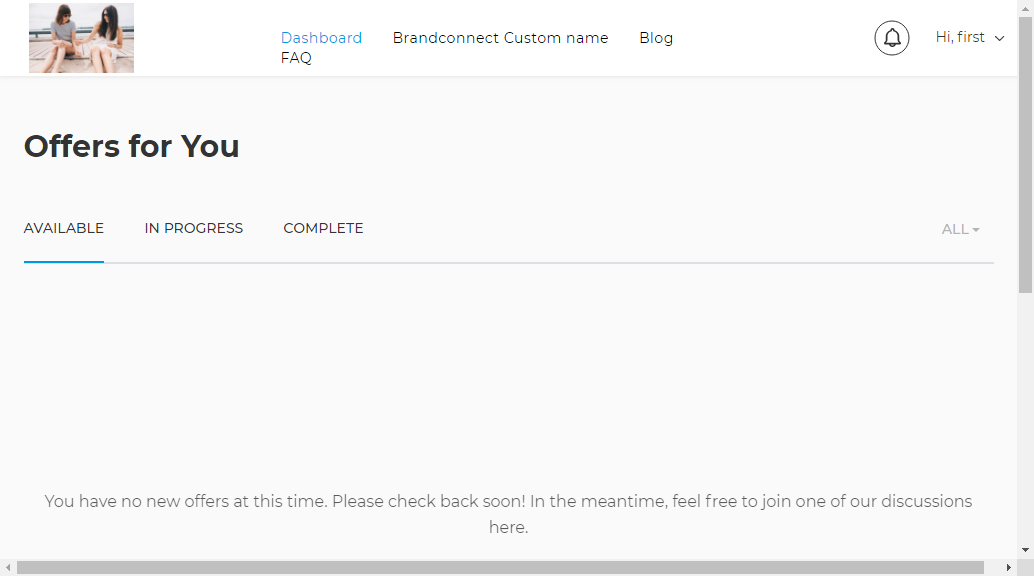 Dashboard Brandconnect Custom name Blog
FAQ
Hi, first
Offers for You
AVAILABLE IN PROGRESS COMPLETE ALL
You have no new offers at this time. Please check back soon! In the meantime, feel free to join one of our discussions
here.